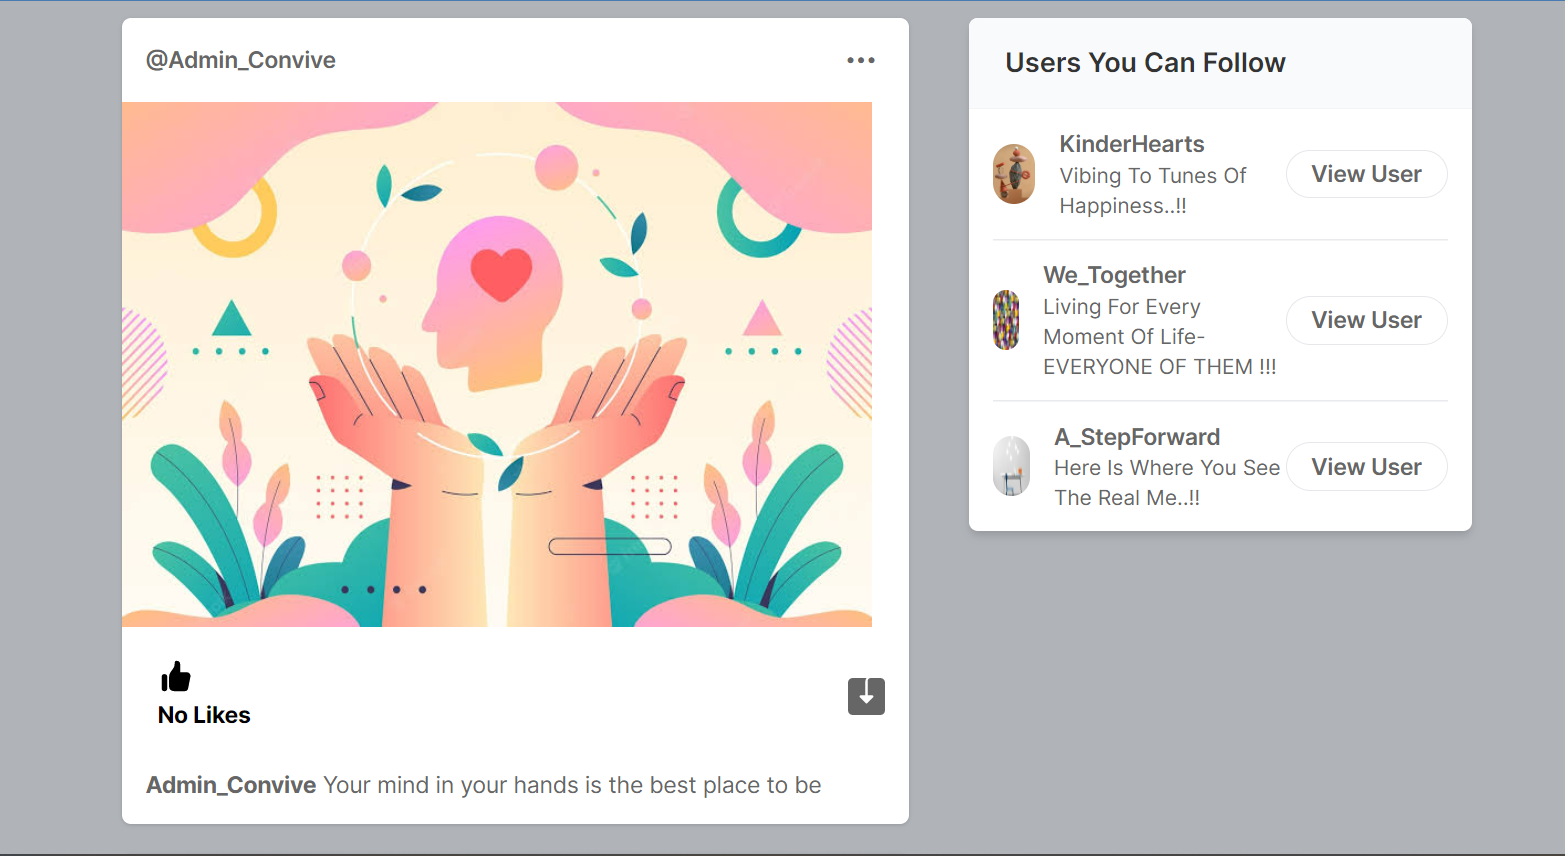 @Admin_Convive
No Likes
Admin_Convive Your mind in your hands is the best place to be
Users You Can Follow
KinderHearts
Vibing To Tunes Of
Happiness..!!
View User
We_Together
Living For Every
Moment Of Life-
EVERYONE OF THEM !!!
View User
A_StepForward
Here Is Where You See
The Real Me..!!
View User